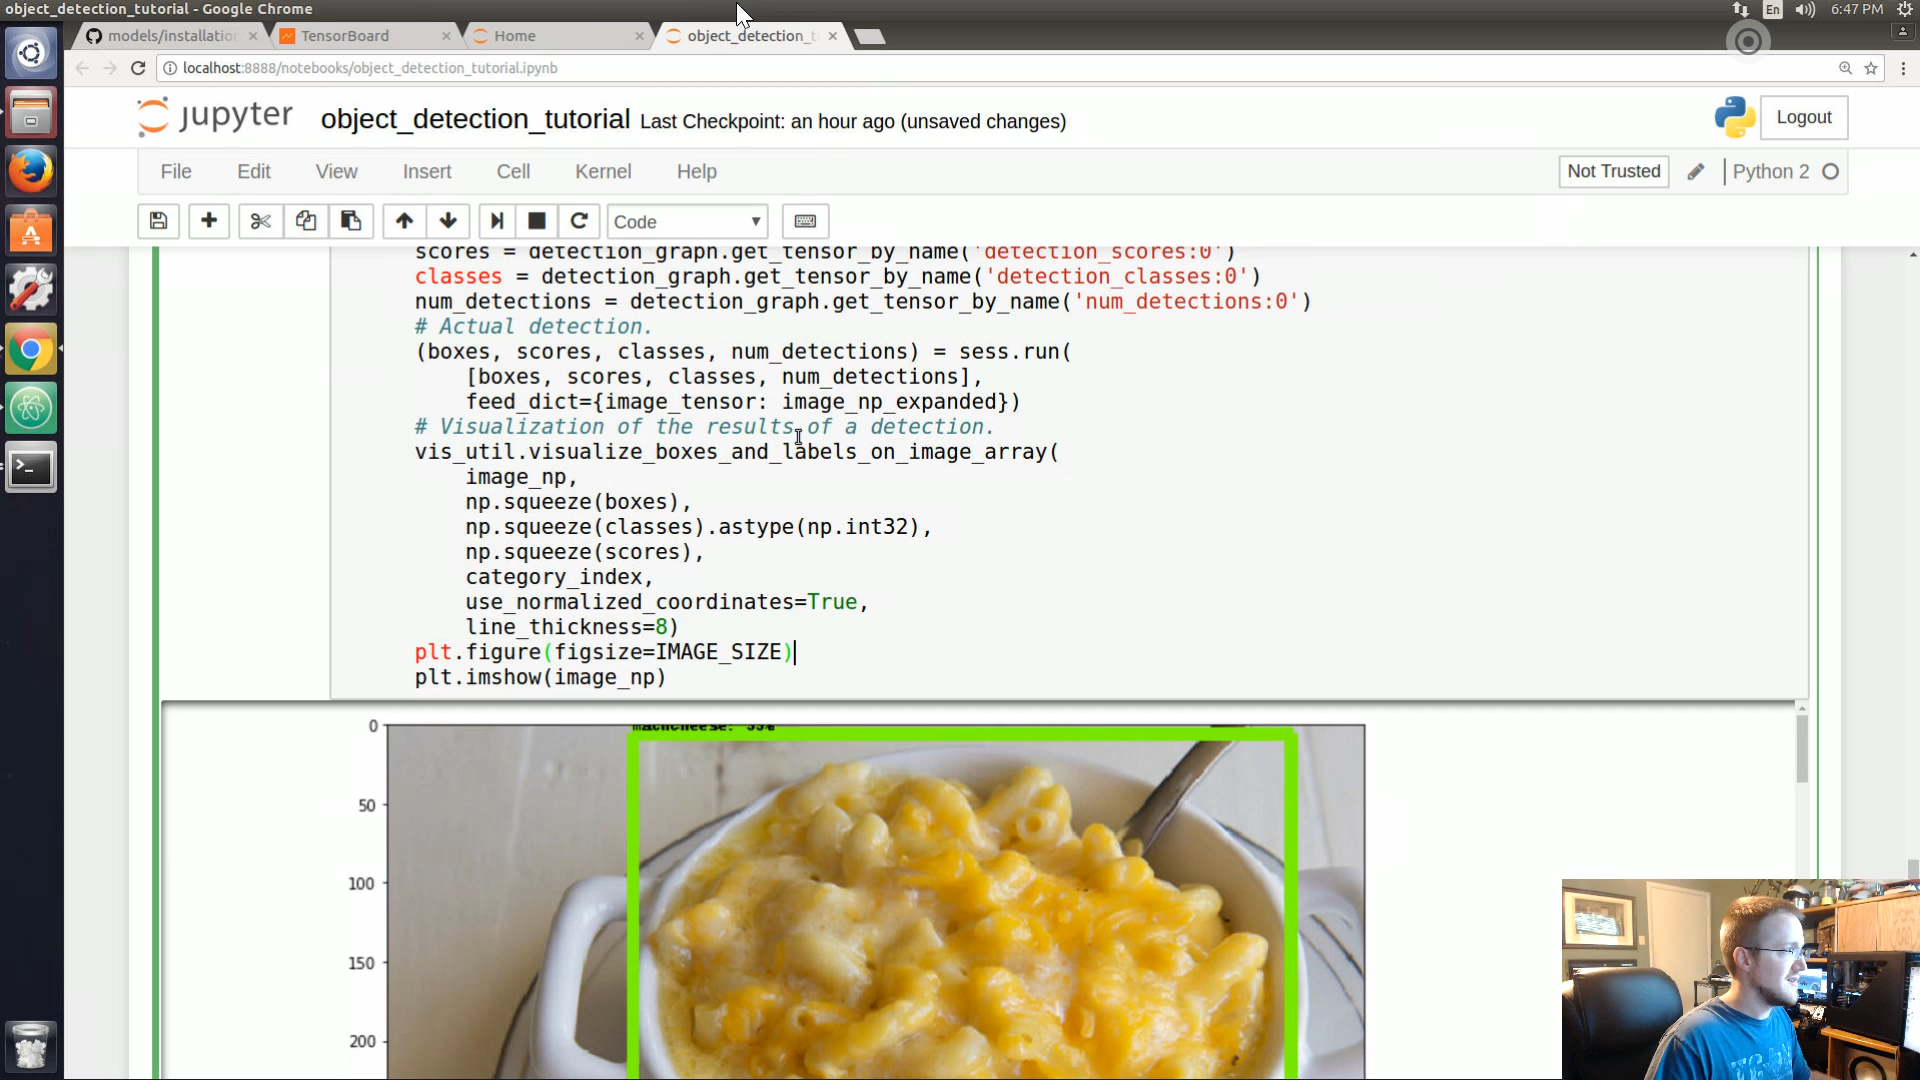 object_detection_tutorial - Google Chrome
En
6:47 PM
models/installation
TensorBoard
Home
object_detection_t
localhost:8888/notebooks/object_detection_tutorial.ipynb
jupyter
object_detection_tutorial
Last Checkpoint: an hour ago (unsaved changes)
Logout
File Edit View Insert Cell Kernel Help
Not Trusted
Python 2
Code
scores = detection_graph.get_tensor_by_name('detection_scores:0')
classes = detection_graph.get_tensor_by_name('detection_classes:0')
num_detections = detection_graph.get_tensor_by_name('num_detections:0')
# Actual detection.
(boxes, scores, classes, num_detections) = sess.run(
[boxes, scores, classes, num_detections],
feed_dict={image_tensor: image_np_expanded})
# Visualization of the results of a detection.
vis_util.visualize_boxes_and_labels_on_image_array(
image_np,
np.squeeze(boxes),
np.squeeze(classes).astype(np.int32),
np.squeeze(scores),
category_index,
use_normalized_coordinates=True,
line_thickness=8)
plt.figure(figsize=IMAGE_SIZE)
plt.imshow(image_np)
0
50
100
150
200